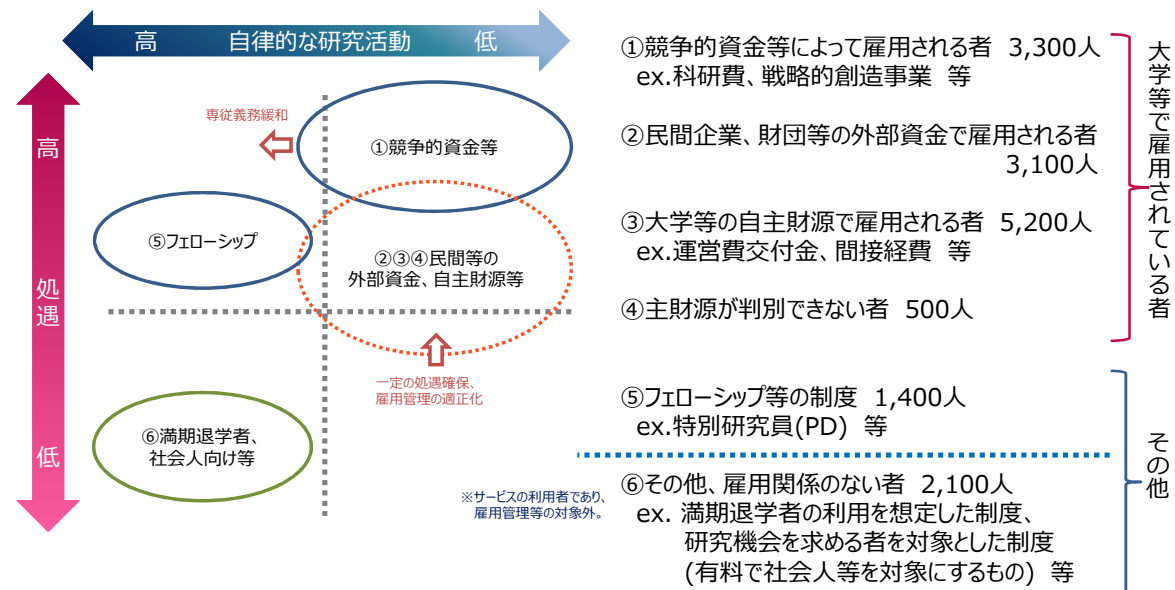 高 自律的な研究活動 低
高
処遇
低
専従義務緩和
①競争的資金等
⑤フェローシップ
②③④民間等の
外部資金、自主財源等
一定の処遇確保、
雇用管理の適正化
⑥満期退学者、
社会人向け等
※サービスの利用者であり、
雇用管理等の対象外。
①競争的資金等によって雇用される者 3,300人
ex.科研費、戦略的創造事業 等
②民間企業、財団等の外部資金で雇用される者
3,100人
③大学等の自主財源で雇用される者 5,200人
ex.運営費交付金、間接経費 等
④主財源が判別できない者 500人
大学等で雇用されている者
⑤フェローシップ等の制度 1,400人
ex.特別研究員(PD) 等
⑥その他、雇用関係のない者 2,100人
ex. 満期退学者の利用を想定した制度、
研究機会を求める者を対象とした制度
(有料で社会人等を対象にするもの) 等
その他